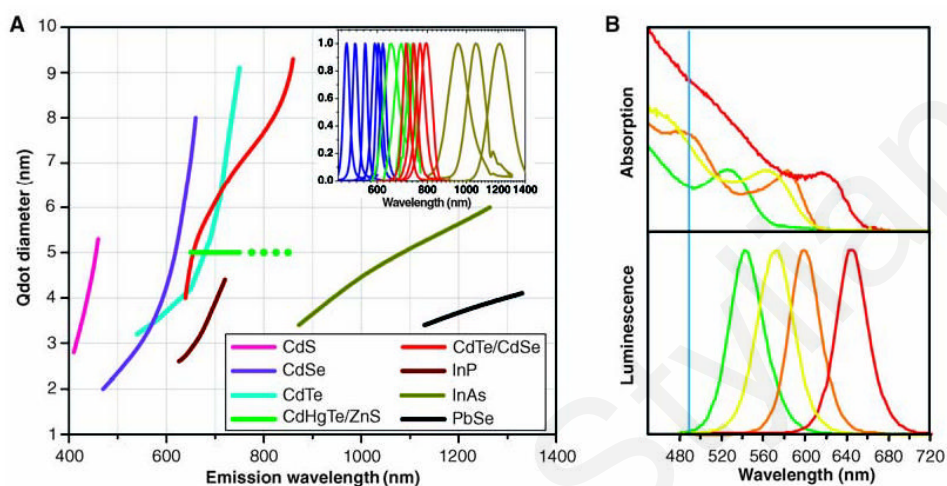 A
10
9
8
7
6
5
4
3
2
1
Qdot diameter (nm)
400 600 800 1000 1200 1400
Emission wavelength (nm)
1.0
0.8
0.6
0.4
0.2
0.0
600 800 1000 1200 1400
Wavelength (nm)
CdS
CdSe
CdTe
CdHgTe/ZnS
CdTe/CdSe
InP
InAs
PbSe
B
Absorption
Luminescence
480 520 560 600 640 680 720
Wavelength (nm)